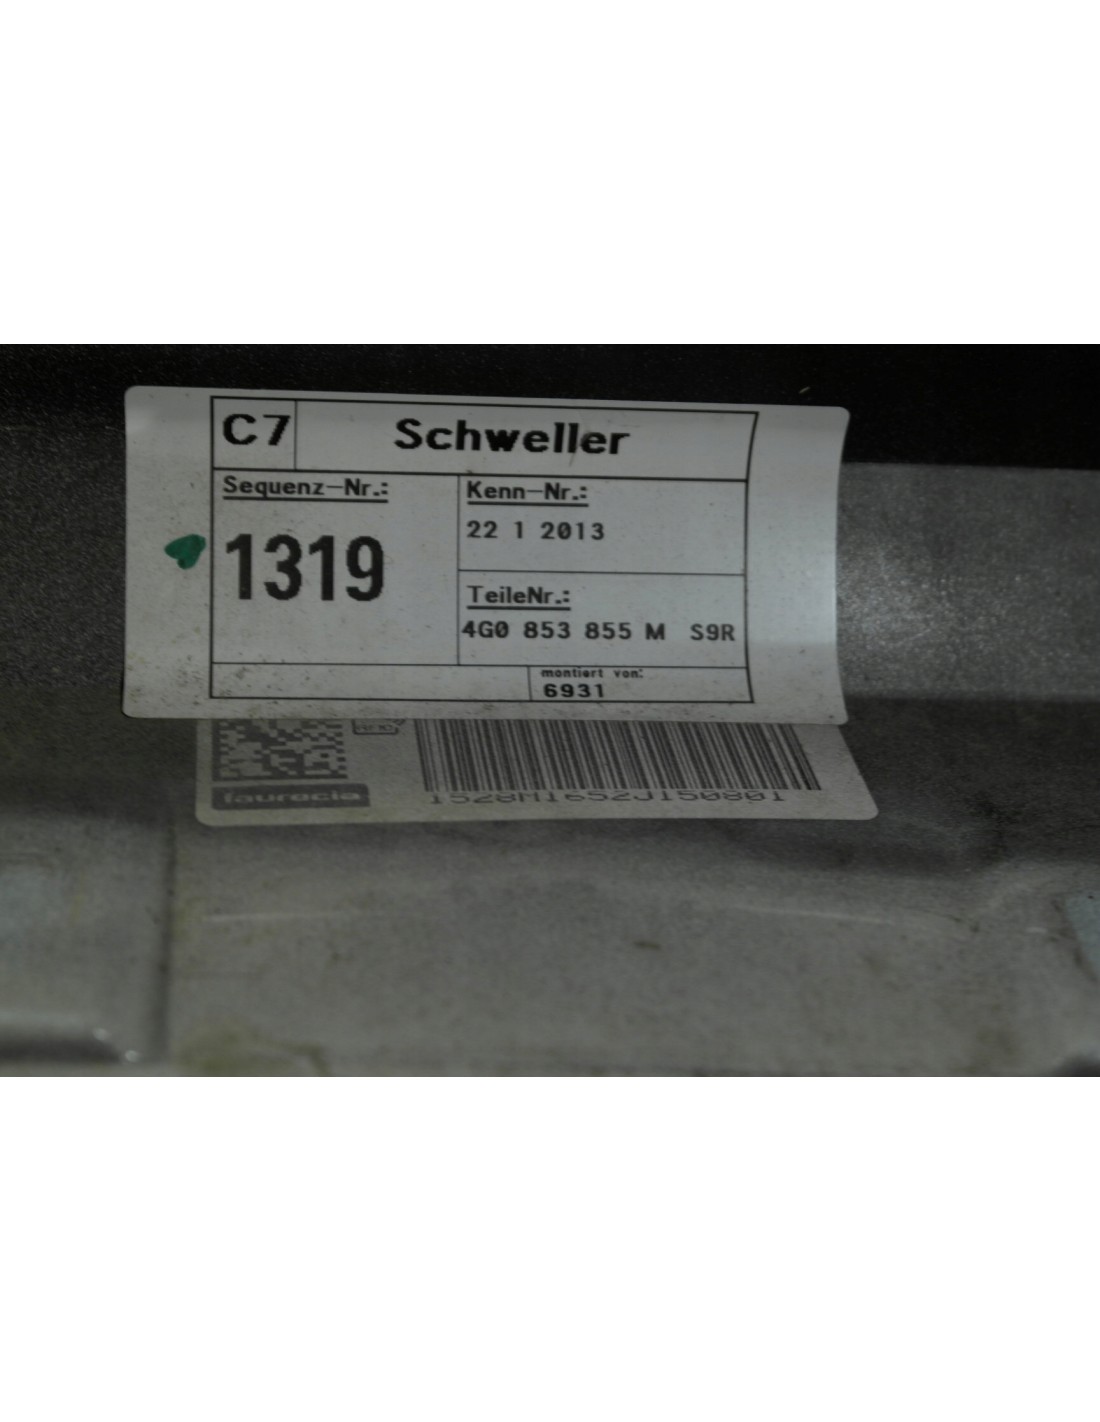 C7 Schweller
Sequenz-Nr.:
1319
Kenn-Nr.:
22 1 2013
TeileNr.:
4G0 853 855 M S9R
montiert von:
6931
faurecia
1528M1652J150801